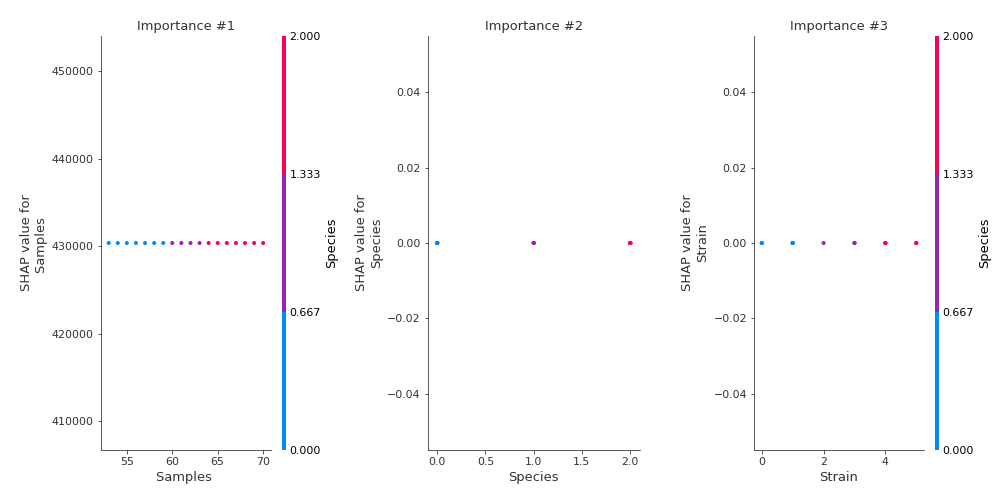 Importance #1
Importance #2
Importance #3
SHAP value for
Samples
450000
440000
430000
420000
410000
55
60
65
70
Samples
2.000
1.333
0.667
0.000
Species
SHAP value for
Species
0.04
0.02
0.00
−0.02
−0.04
0.0
0.5
1.0
1.5
2.0
Species
SHAP value for
Strain
0.04
0.02
0.00
−0.02
−0.04
0
2
4
Strain
2.000
1.333
0.667
0.000
Species